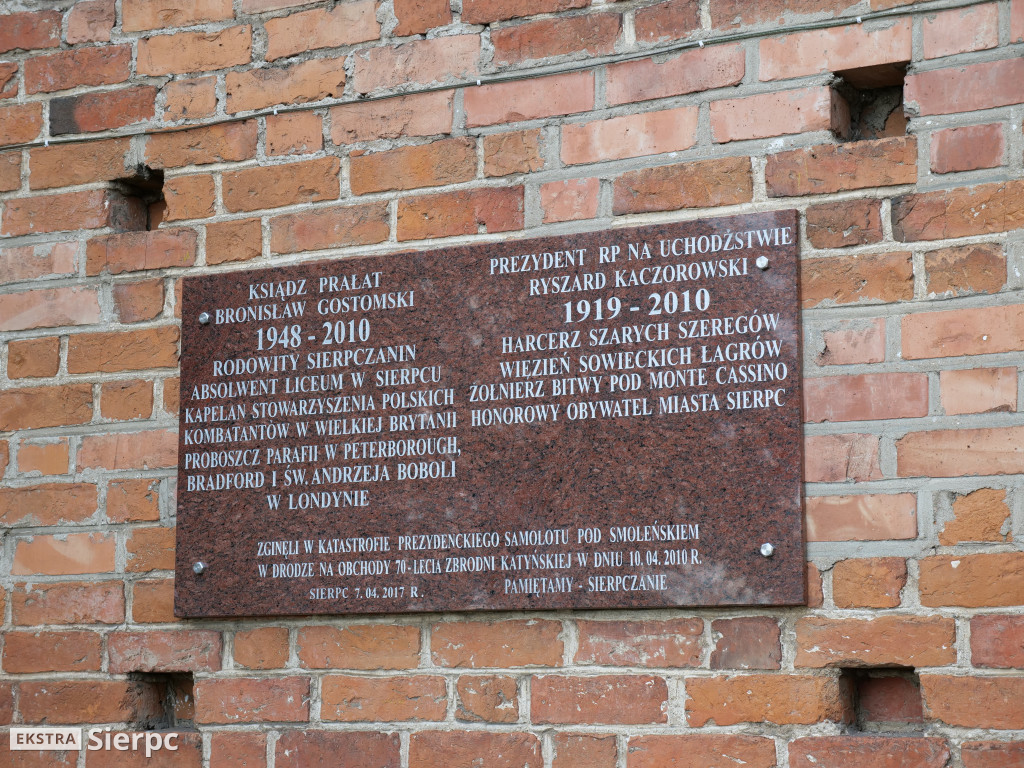 KSIĄDZ PRAŁAT
BRONISŁAW GOSTOMSKI
1948 - 2010
RODOWITY SIERPCZANIN
ABSOLWENT LICEUM W SIERPCU
KAPELAN STOWARZYSZENIA POLSKICH
KOMBATANTÓW W WIELKIEJ BRYTANII
PROBOSZCZ PARAFII W PETERBOROUGH,
BRADFORD I ŚW. ANDRZEJA BOBOLI
W LONDYNIE
PREZYDENT RP NA UCHODŹSTWIE
RYSZARD KACZOROWSKI
1919 - 2010
HARCERZ SZARYCH SZEREGÓW
WIĘZIEŃ SOWIECKICH ŁAGRÓW
ŻOŁNIERZ BITWY POD MONTE CASSINO
HONOROWY OBYWATEL MIASTA SIERPC
ZGINĘLI W KATASTROFIE PREZYDENCKIEGO SAMOLOTU POD SMOLEŃSKIEM
W DRODZE NA OBCHODY 70-LECIA ZBRODNI KATYŃSKIEJ W DNIU 10.04.2010 R.
SIERPC 7.04.2017 R.
PAMIĘTAMY - SIERPCZANIE
EKSTRA Sierpc